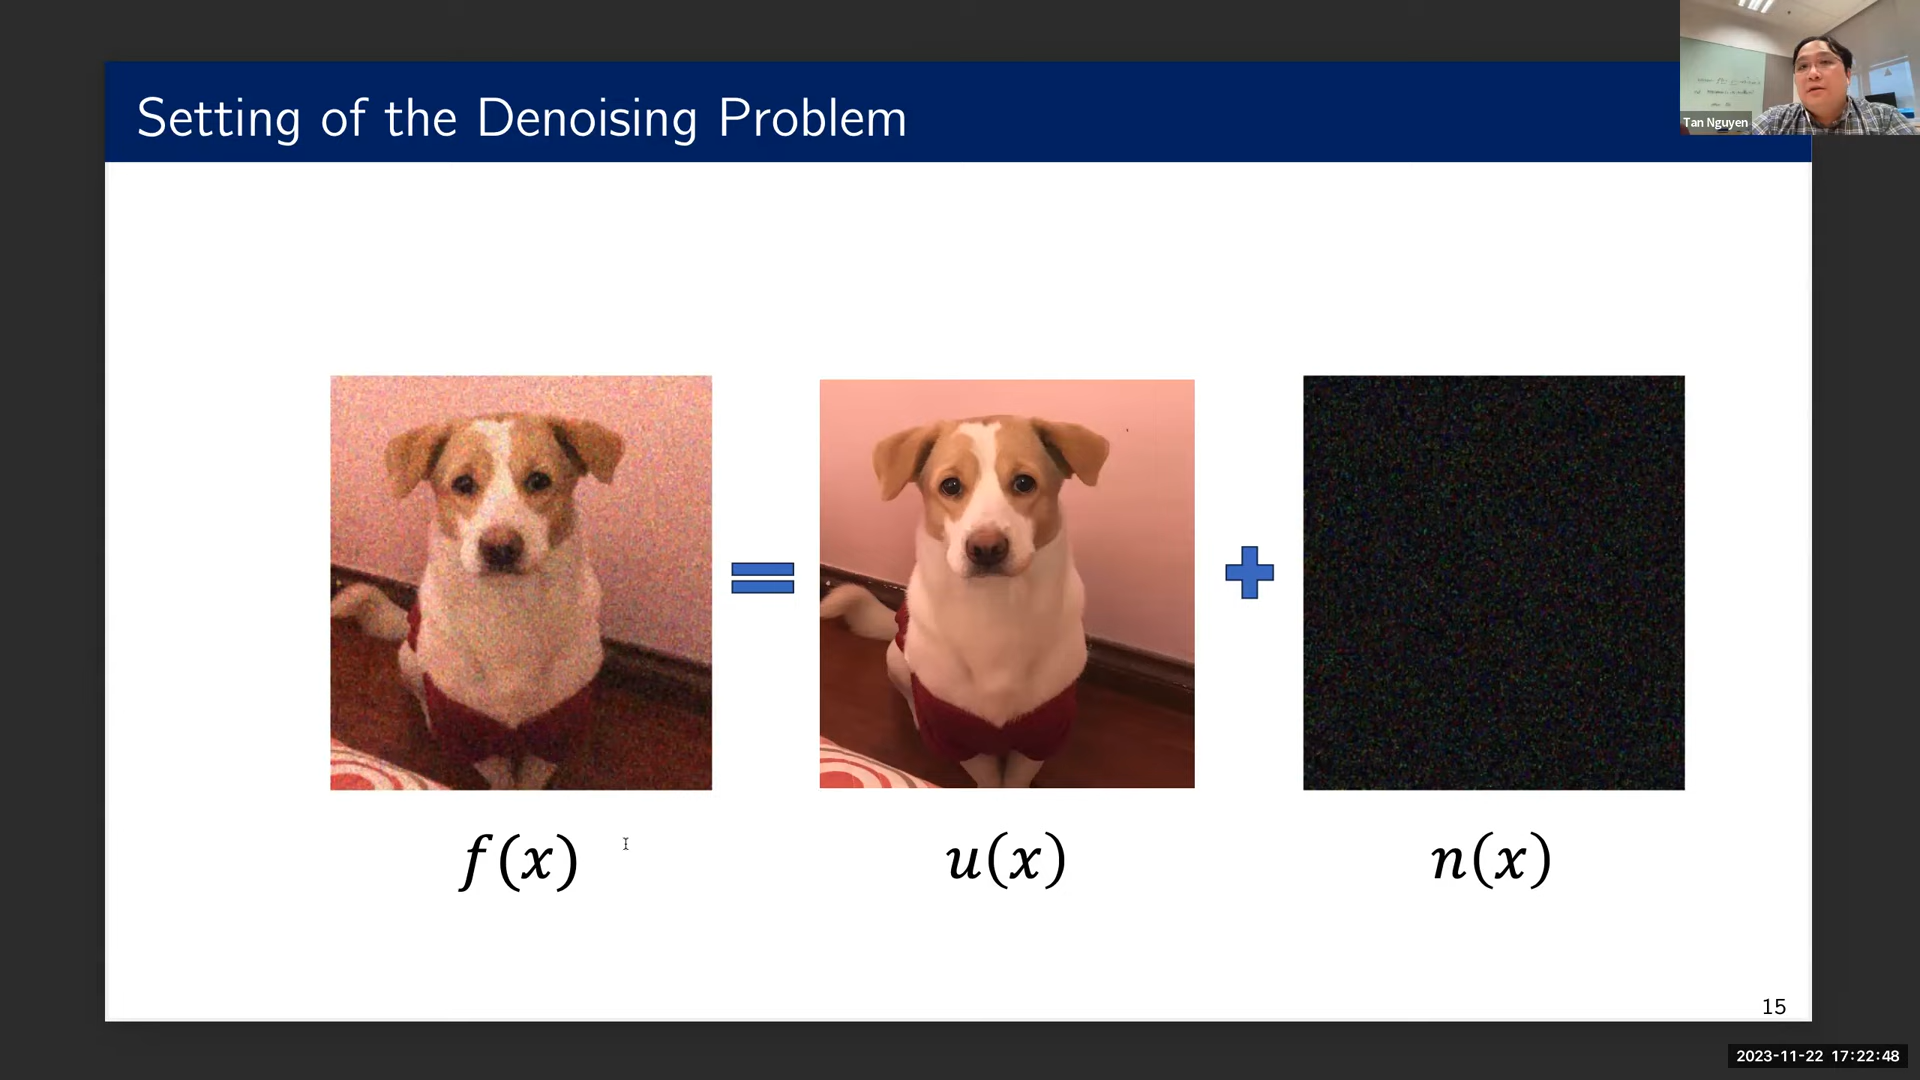 Setting of the Denoising Problem
Tan Nguyen
f(x)
u(x)
n(x)
15
2023-11-22 17:22:48